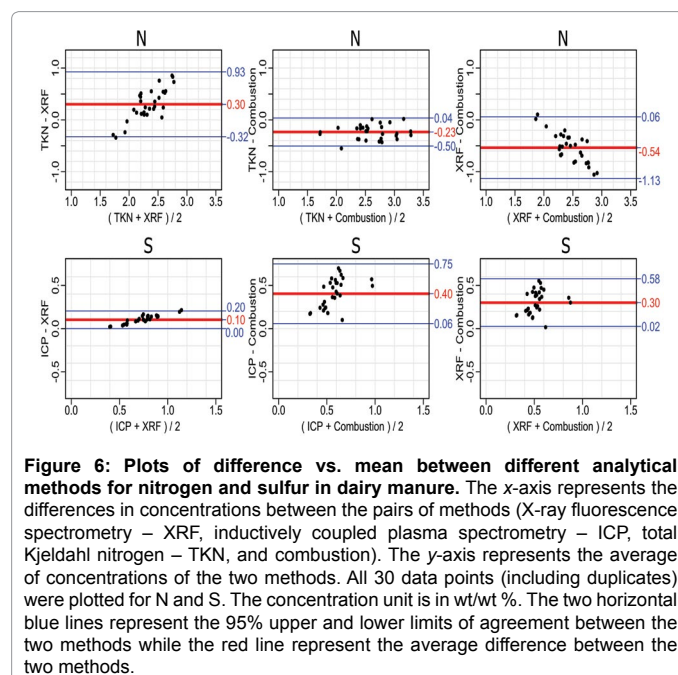 N
N
N
TKN - XRF
1.0
0.0
-1.0
0.93
0.30
-0.32
1.0 1.5 2.0 2.5 3.0 3.5
( TKN + XRF ) / 2
TKN - Combustion
1.0
0.0
-1.0
0.04
-0.23
-0.50
1.0 1.5 2.0 2.5 3.0 3.5
( TKN + Combustion ) / 2
XRF - Combustion
1.0
0.0
-1.0
0.06
-0.54
-1.13
1.0 1.5 2.0 2.5 3.0 3.5
( XRF + Combustion ) / 2
S
S
S
ICP - XRF
0.5
0.0
-0.5
0.20
0.10
0.00
0.0 0.5 1.0 1.5
( ICP + XRF ) / 2
ICP - Combustion
0.5
0.0
-0.5
0.75
0.40
0.06
0.0 0.5 1.0 1.5
( ICP + Combustion ) / 2
XRF - Combustion
0.5
0.0
-0.5
0.58
0.30
0.02
0.0 0.5 1.0 1.5
( XRF + Combustion ) / 2
Figure 6: Plots of difference vs. mean between different analytical
methods for nitrogen and sulfur in dairy manure. The x-axis represents the
differences in concentrations between the pairs of methods (X-ray fluorescence
spectrometry – XRF, inductively coupled plasma spectrometry – ICP, total
Kjeldahl nitrogen – TKN, and combustion). The y-axis represents the average
of concentrations of the two methods. All 30 data points (including duplicates)
were plotted for N and S. The concentration unit is in wt/wt %. The two horizontal
blue lines represent the 95% upper and lower limits of agreement between the
two methods while the red line represent the average difference between the
two methods.